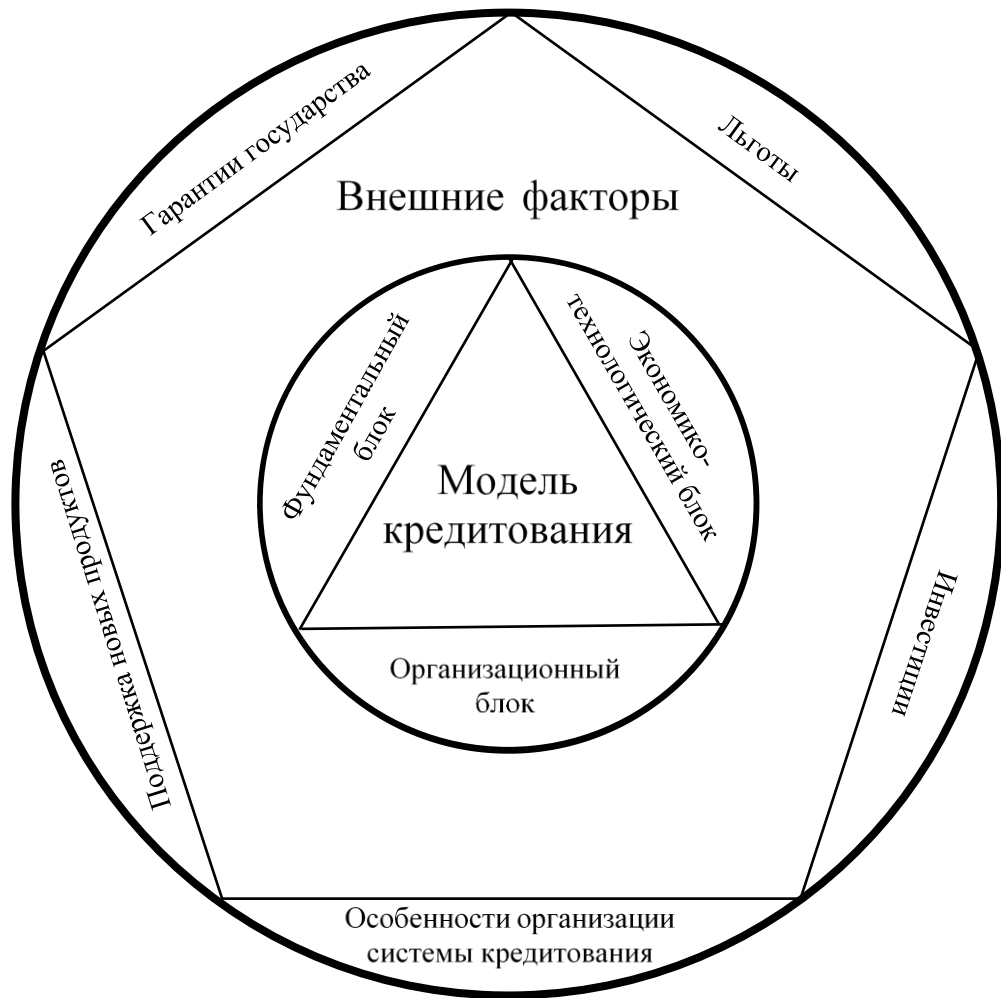 Гарантии государства
Льготы
Внешние факторы
Фундаментальный
блок
Экономико-
технологический блок
Модель
кредитования
Организационный
блок
Поддержка новых продуктов
Инвестиции
Особенности организации
системы кредитования